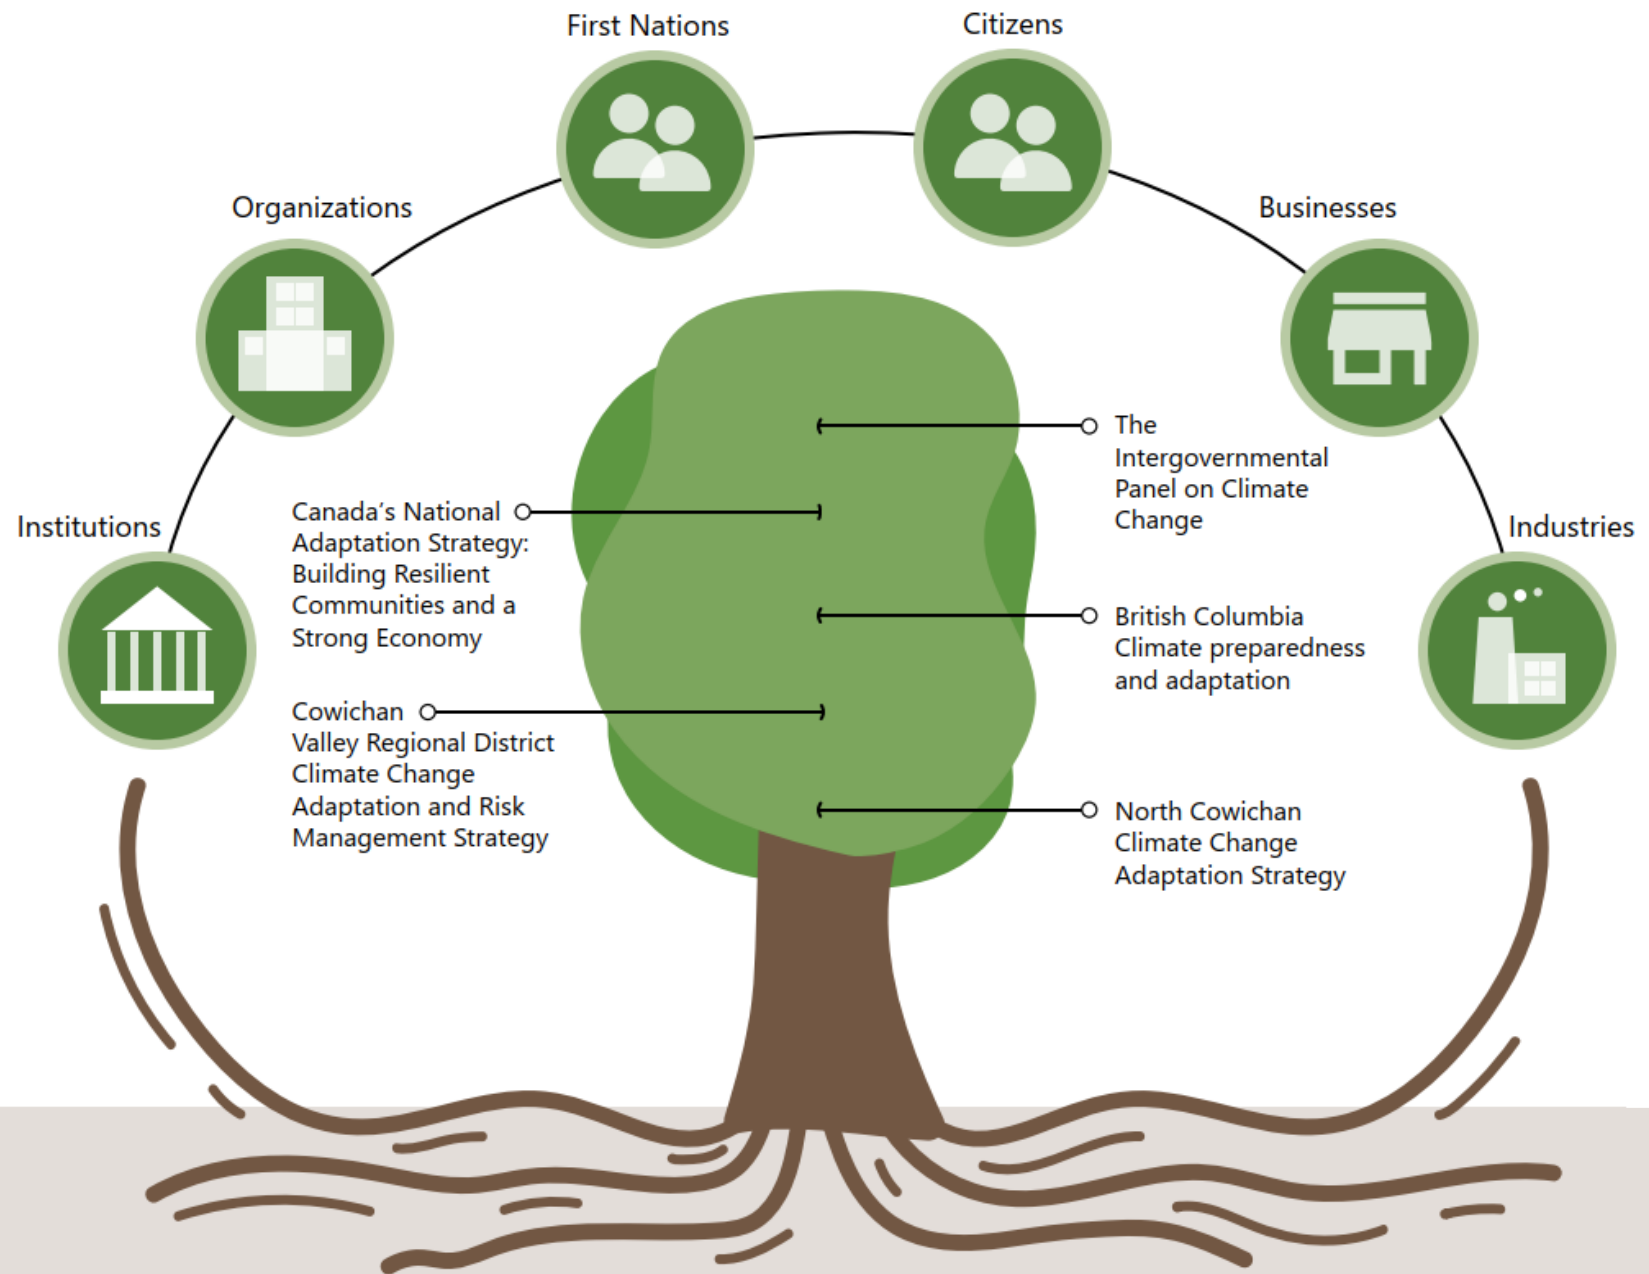 First Nations
Citizens
Organizations
Businesses
Institutions
Industries
The
Intergovernmental
Panel on Climate
Change
Canada's National
Adaptation Strategy:
Building Resilient
Communities and a
Strong Economy
British Columbia
Climate preparedness
and adaptation
Cowichan
Valley Regional District
Climate Change
Adaptation and Risk
Management Strategy
North Cowichan
Climate Change
Adaptation Strategy